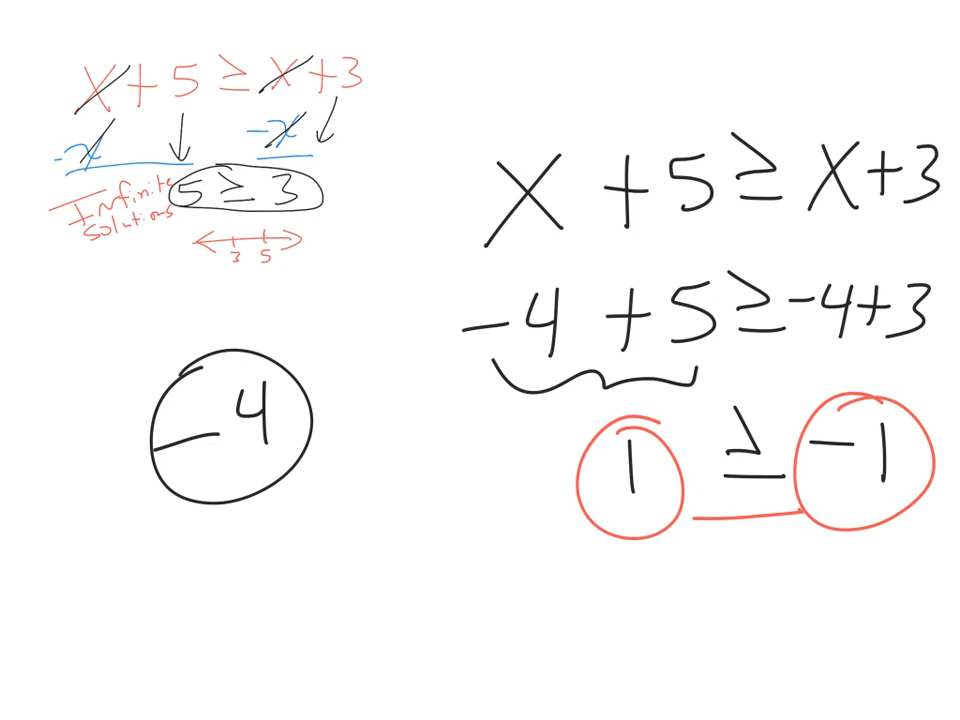 x + 5 ≥ x + 3
-x -x
5 ≥ 3
Infinite
solutions
3 5
-4
x + 5 ≥ x + 3
-4 + 5 ≥ -4 + 3
1 ≥ -1